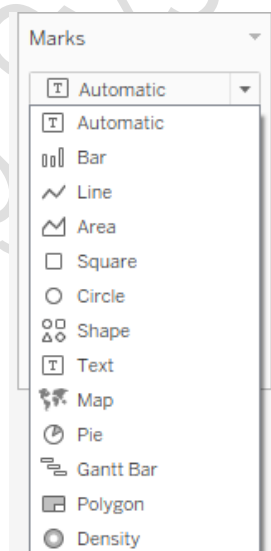 Marks
Automatic
Automatic
Bar
Line
Area
Square
Circle
Shape
Text
Map
Pie
Gantt Bar
Polygon
Density